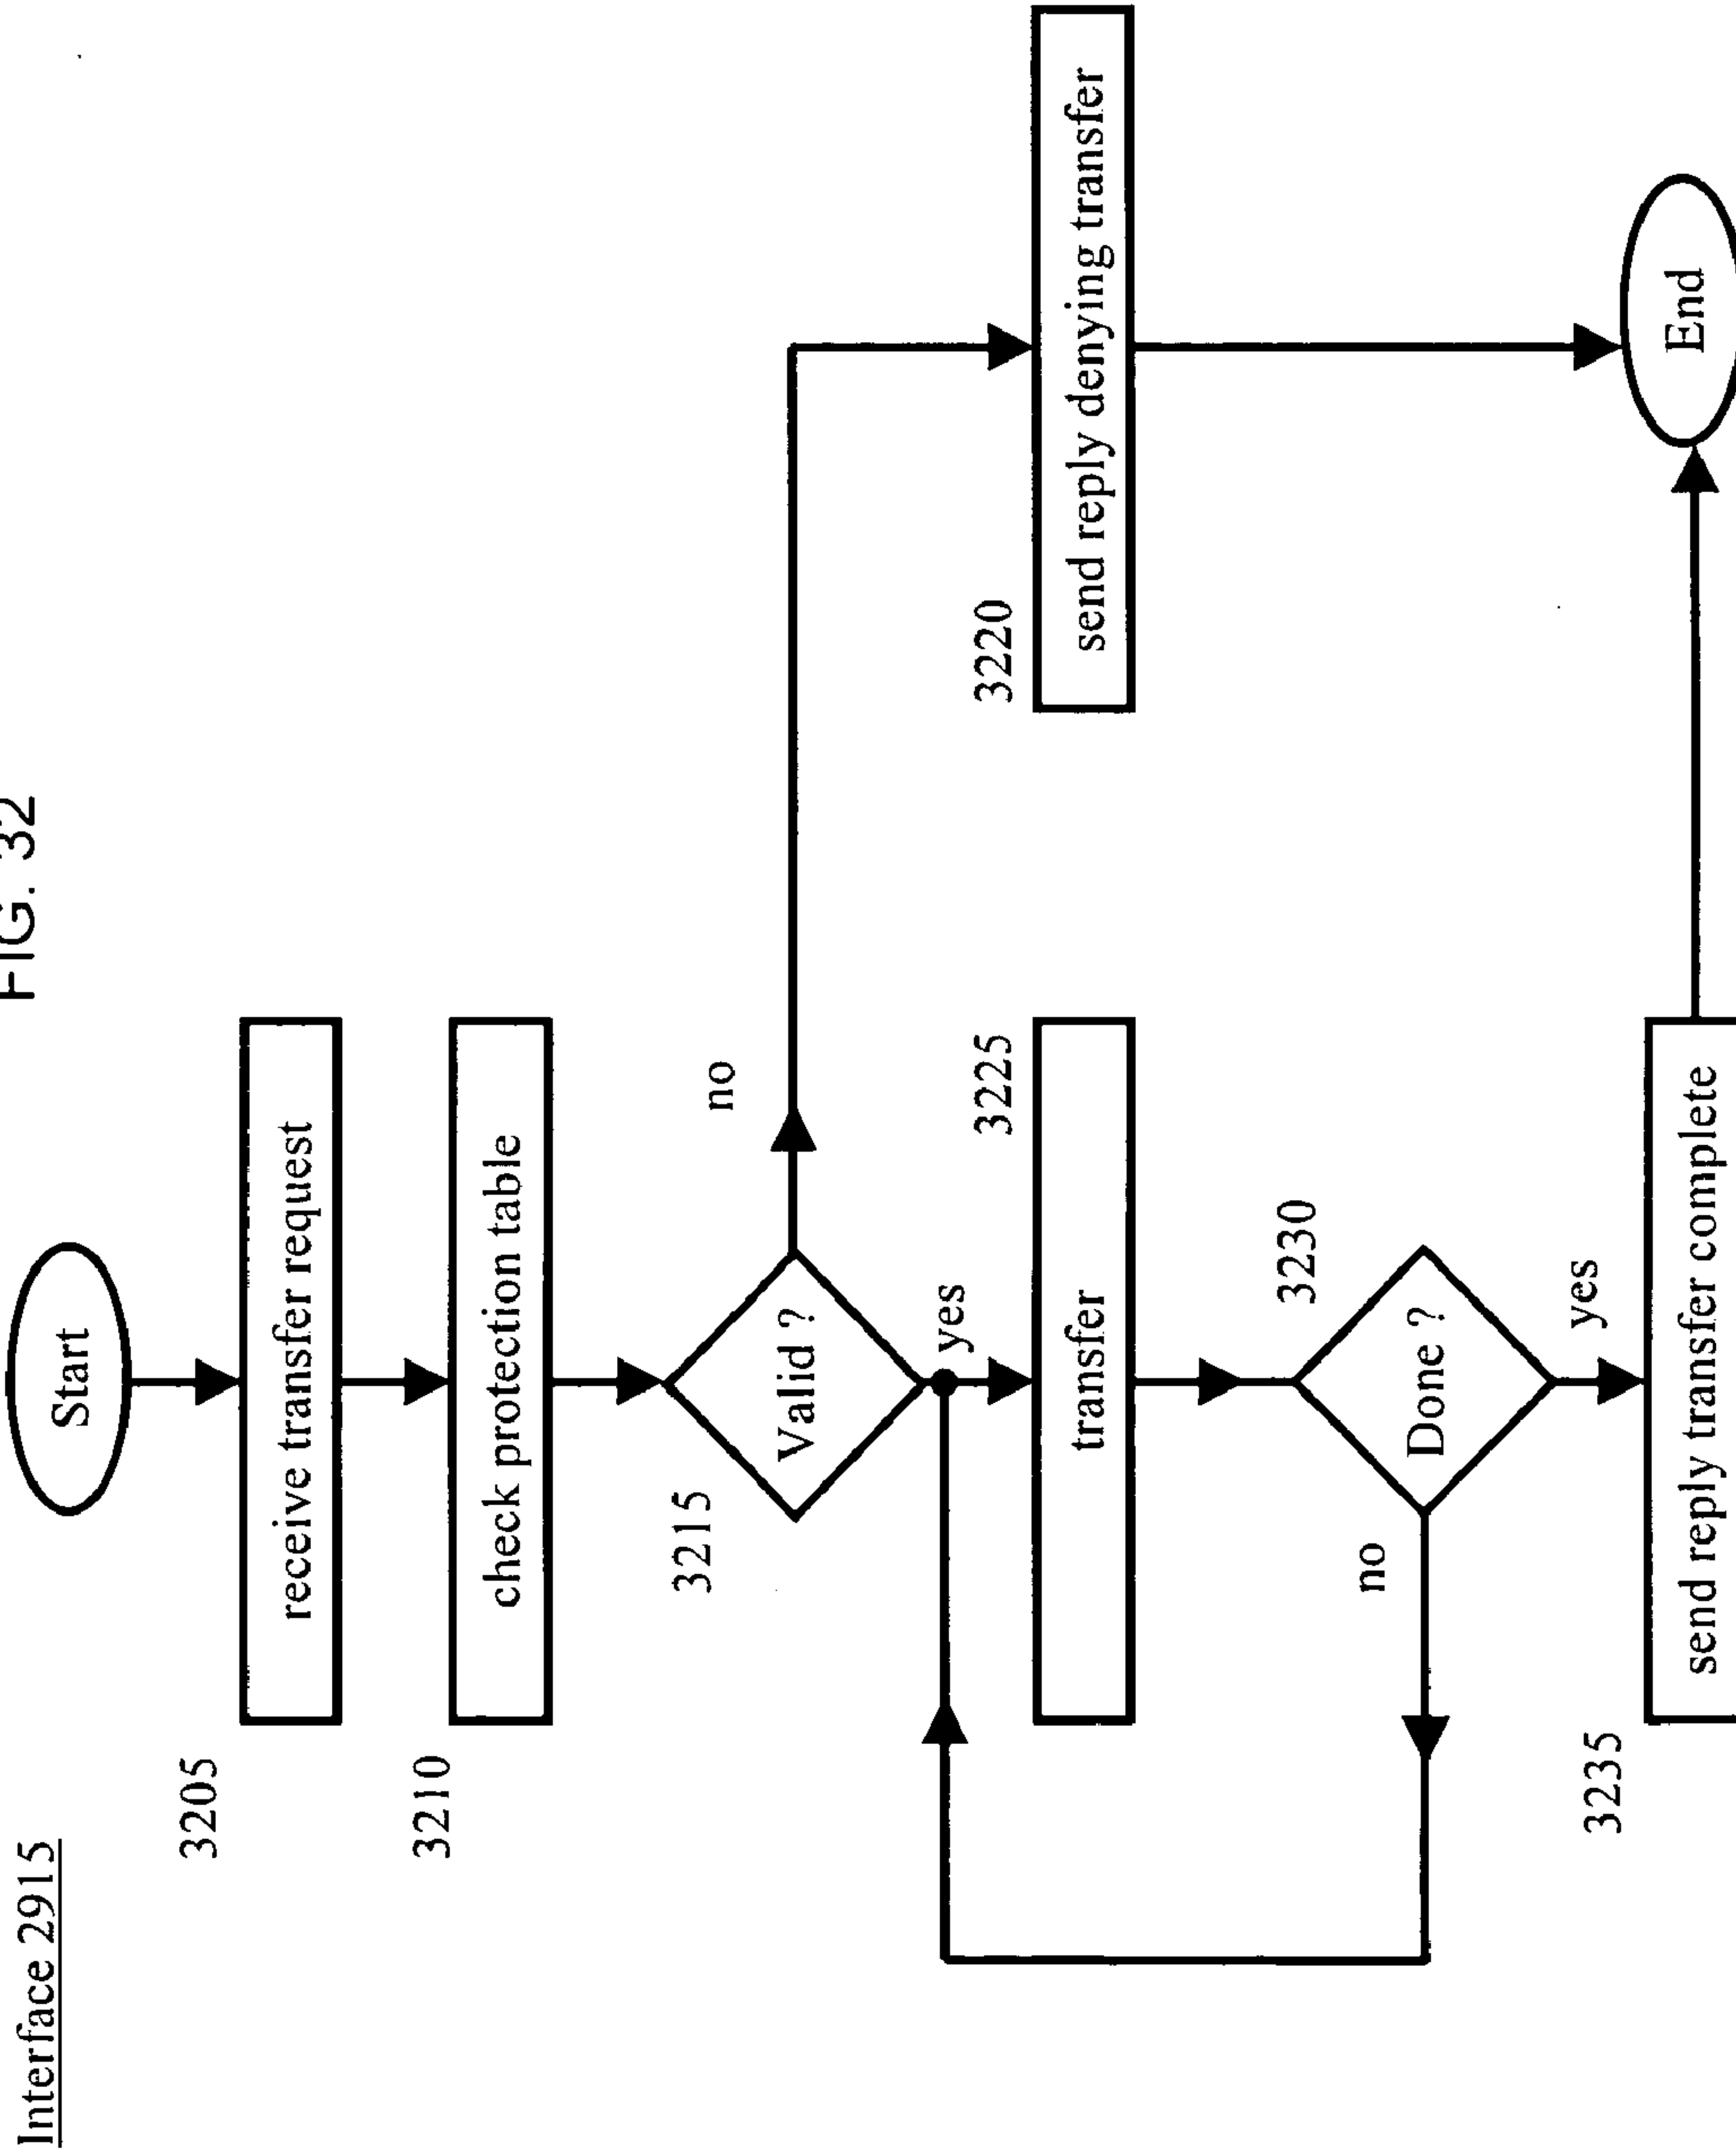 FIG. 32
Interface 2915
Start
3205
receive transfer request
3210
check protection table
3215
Valid ?
no
yes
3220
send reply denying transfer
3225
transfer
3230
Done ?
no
yes
3235
send reply transfer complete
End